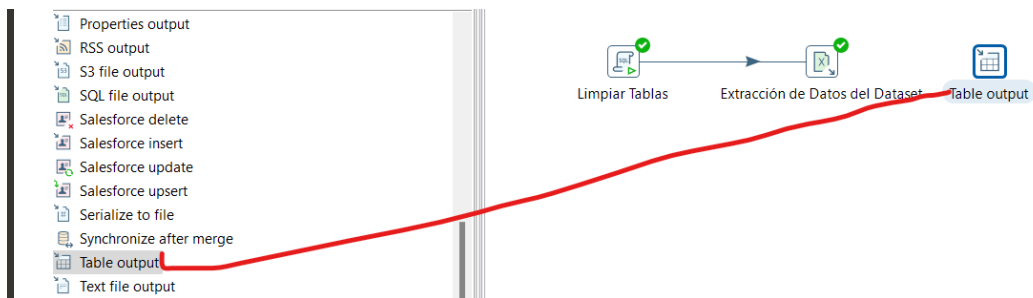 Properties output
RSS output
S3 file output
SQL file output
Salesforce delete
Salesforce insert
Salesforce update
Salesforce upsert
Serialize to file
Synchronize after merge
Table output
Text file output
Limpiar Tablas
Extracción de Datos del Dataset
Table output